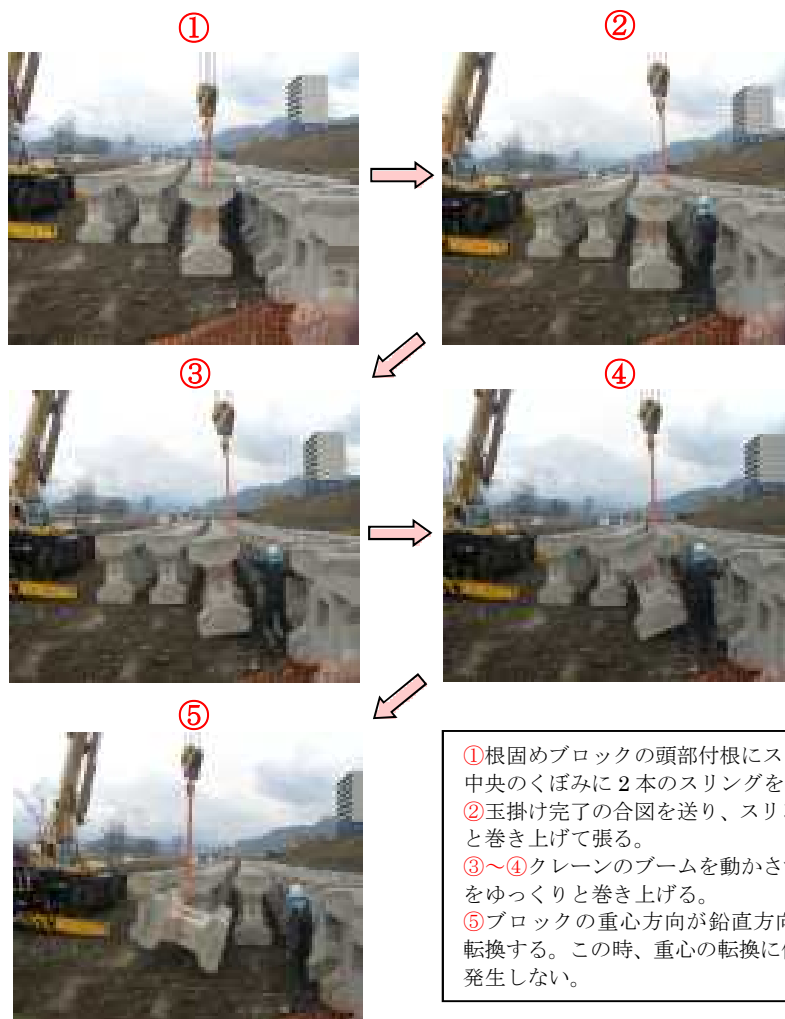 ①
②
③
④
⑤
①根固めブロックの頭部付根にス
中央のくぼみに 2 本のスリングを
②玉掛け完了の合図を送り、スリ
と巻き上げて張る。
③～④クレーンのブームを動かさ
をゆっくりと巻き上げる。
⑤ブロックの重心方向が鉛直方向
転換する。この時、重心の転換に
発生しない。